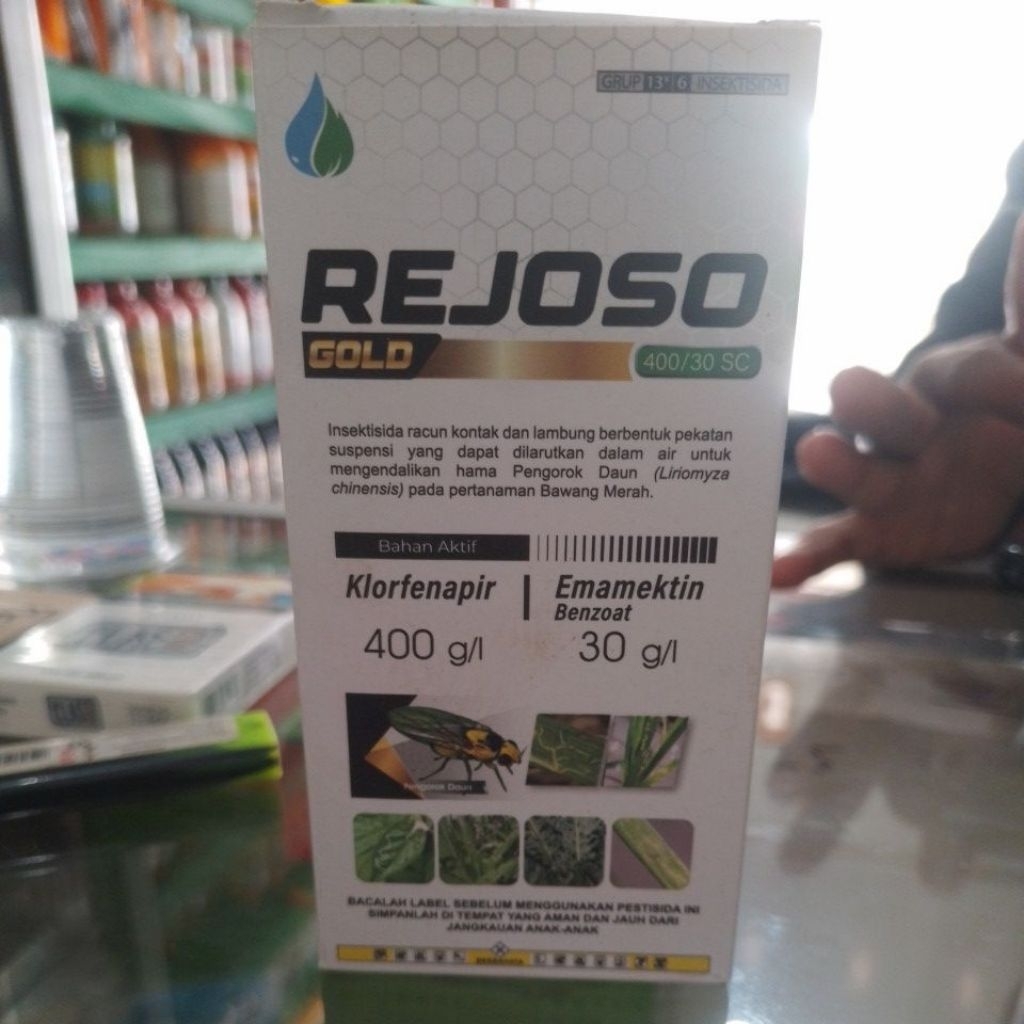 GRUP 13* 6 INSEKTISIDA
REJOSO
GOLD 400/30 SC
Insektisida racun kontak dan lambung berbentuk pekatan
suspensi yang dapat dilarutkan dalam air untuk
mengendalikan hama Pengorok Daun (Liriomyza
chinensis) pada pertanaman Bawang Merah.
Bahan Aktif
Klorfenapir | Emamektin
Benzoat
400 g/l 30 g/l
Pengorok Daun
BACALAH LABEL SEBELUM MENGGUNAKAN PESTISIDA INI
SIMPANLAH DI TEMPAT YANG AMAN DAN JAUH DARI
JANGKAUAN ANAK-ANAK